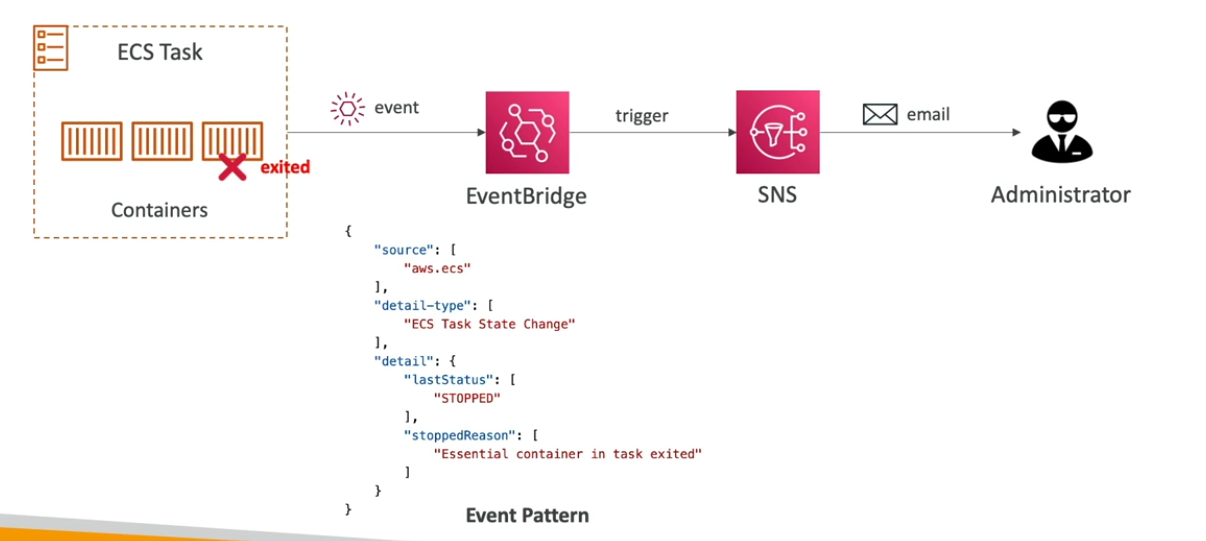 ECS Task
exited
Containers
event
EventBridge
trigger
SNS
email
Administrator
{
    "source": [
        "aws.ecs"
    ],
    "detail-type": [
        "ECS Task State Change"
    ],
    "detail": {
        "lastStatus": [
            "STOPPED"
        ],
        "stoppedReason": [
            "Essential container in task exited"
        ]
    }
}
Event Pattern